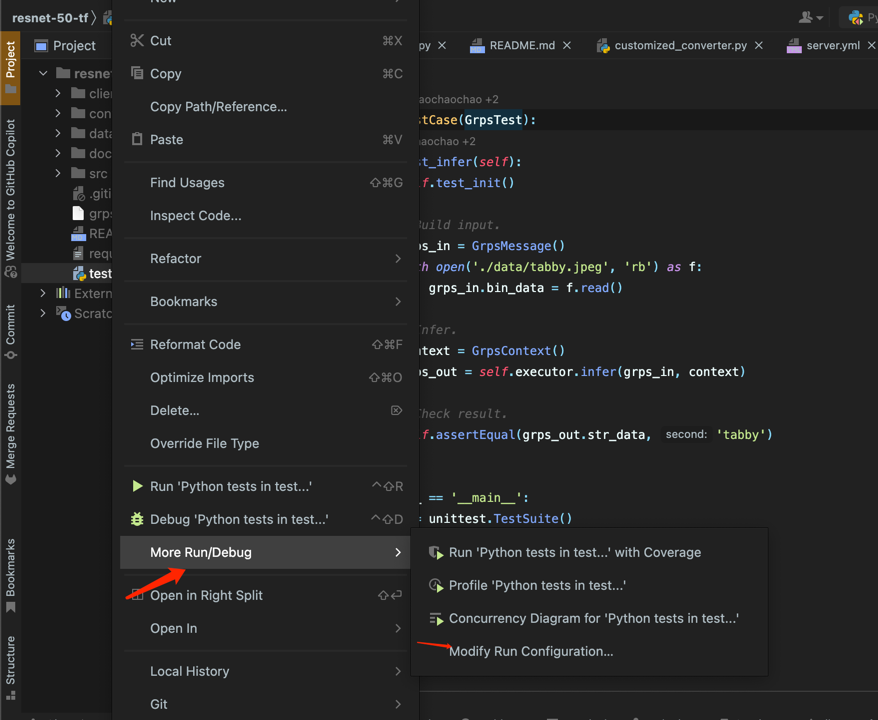 resnet-50-tf
Project
resnet
.giti
grps
REA
requ
test
Extern
Scratc
Project
Welcome to GitHub Copilot
Commit
Merge Requests
Bookmarks
Structure
New
Cut ⌘X
Copy ⌘C
Copy Path/Reference...
Paste ⌘V
Find Usages ⇧⌘G
Inspect Code...
Refactor
Bookmarks
Reformat Code ⇧⌘F
Optimize Imports ⇧⌘O
Delete...
Override File Type
Run 'Python tests in test...' ⌃⇧R
Debug 'Python tests in test...' ⌃⇧D
More Run/Debug
Open in Right Split ⇧⏎
Open In
Local History
Git
Run 'Python tests in test...' with Coverage
Profile 'Python tests in test...'
Concurrency Diagram for 'Python tests in test...'
Modify Run Configuration...
py README.md customized_converter.py server.yml
aochaochao +2
stCase(GrpsTest):
aochao +2
st_infer(self):
f.test_init()
Build input.
ps_in = GrpsMessage()
th open('./data/tabby.jpeg', 'rb') as f:
grps_in.bin_data = f.read()
Infer.
ntext = GrpsContext()
ps_out = self.executor.infer(grps_in, context)
Check result.
f.assertEqual(grps_out.str_data, second: 'tabby')
_ == '__main__':
= unittest.TestSuite()
clie
con
data
doc
src